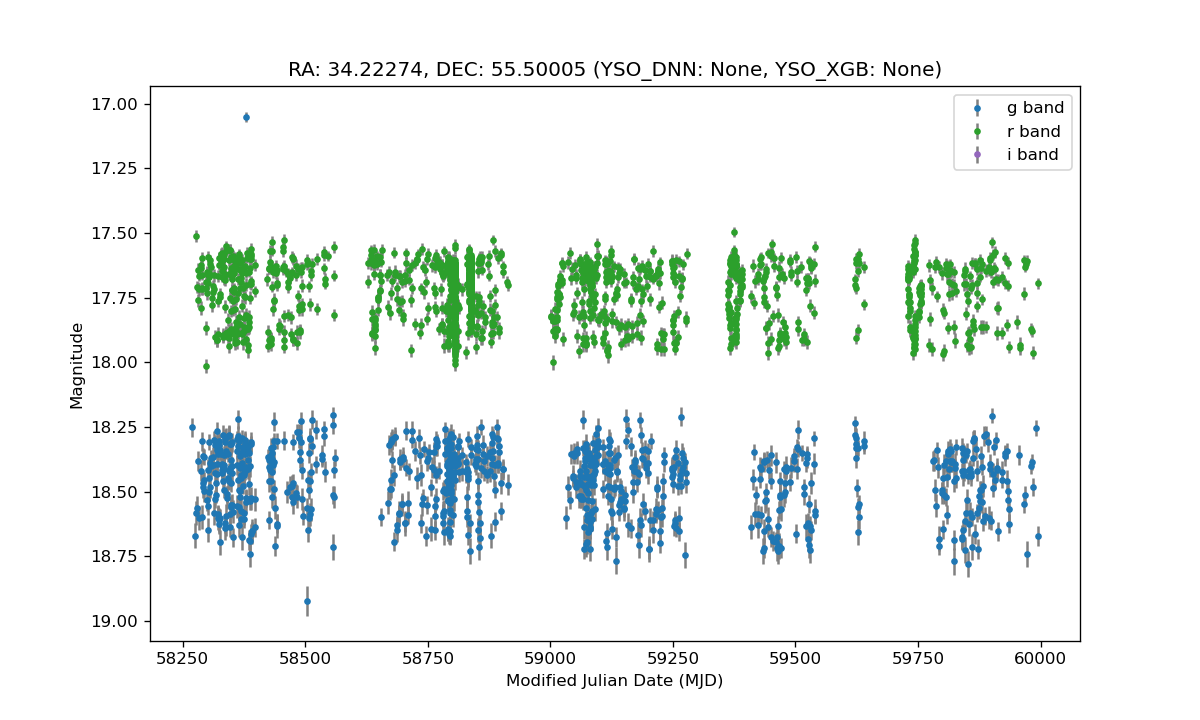 RA: 34.22274, DEC: 55.50005 (YSO_DNN: None, YSO_XGB: None)
g band
r band
i band
17.00
17.25
17.50
17.75
18.00
18.25
18.50
18.75
19.00
Magnitude
58250 58500 58750 59000 59250 59500 59750 60000
Modified Julian Date (MJD)